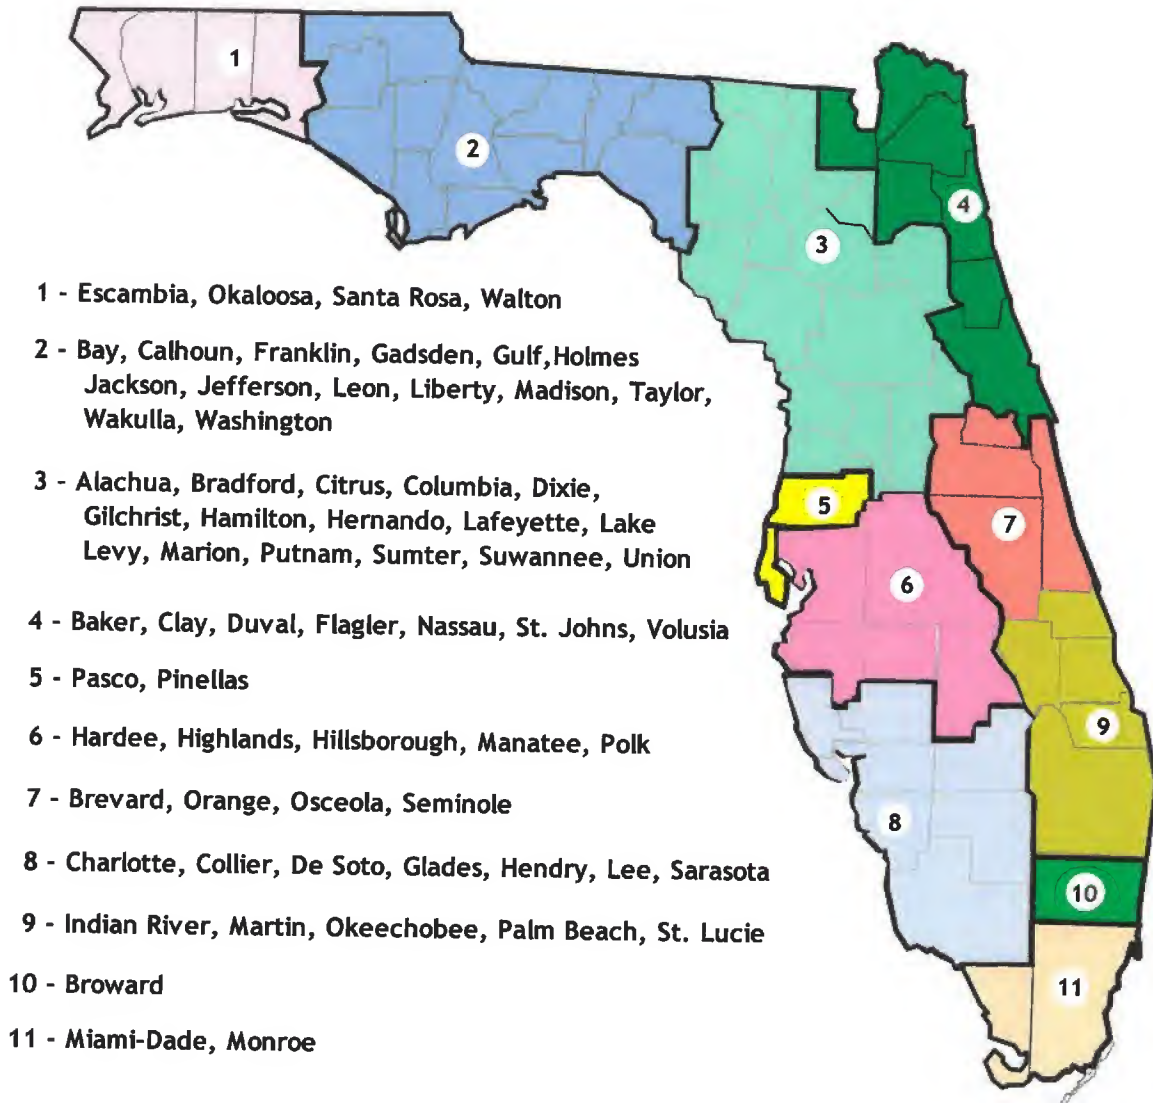 1
2
3
4
5
6
7
8
9
10
11
1 - Escambia, Okaloosa, Santa Rosa, Walton
2 - Bay, Calhoun, Franklin, Gadsden, Gulf,Holmes
Jackson, Jefferson, Leon, Liberty, Madison, Taylor,
Wakulla, Washington
3 - Alachua, Bradford, Citrus, Columbia, Dixie,
Gilchrist, Hamilton, Hernando, Lafeyette, Lake
Levy, Marion, Putnam, Sumter, Suwannee, Union
4 - Baker, Clay, Duval, Flagler, Nassau, St. Johns, Volusia
5 - Pasco, Pinellas
6 - Hardee, Highlands, Hillsborough, Manatee, Polk
7 - Brevard, Orange, Osceola, Seminole
8 - Charlotte, Collier, De Soto, Glades, Hendry, Lee, Sarasota
9 - Indian River, Martin, Okeechobee, Palm Beach, St. Lucie
10 - Broward
11 - Miami-Dade, Monroe